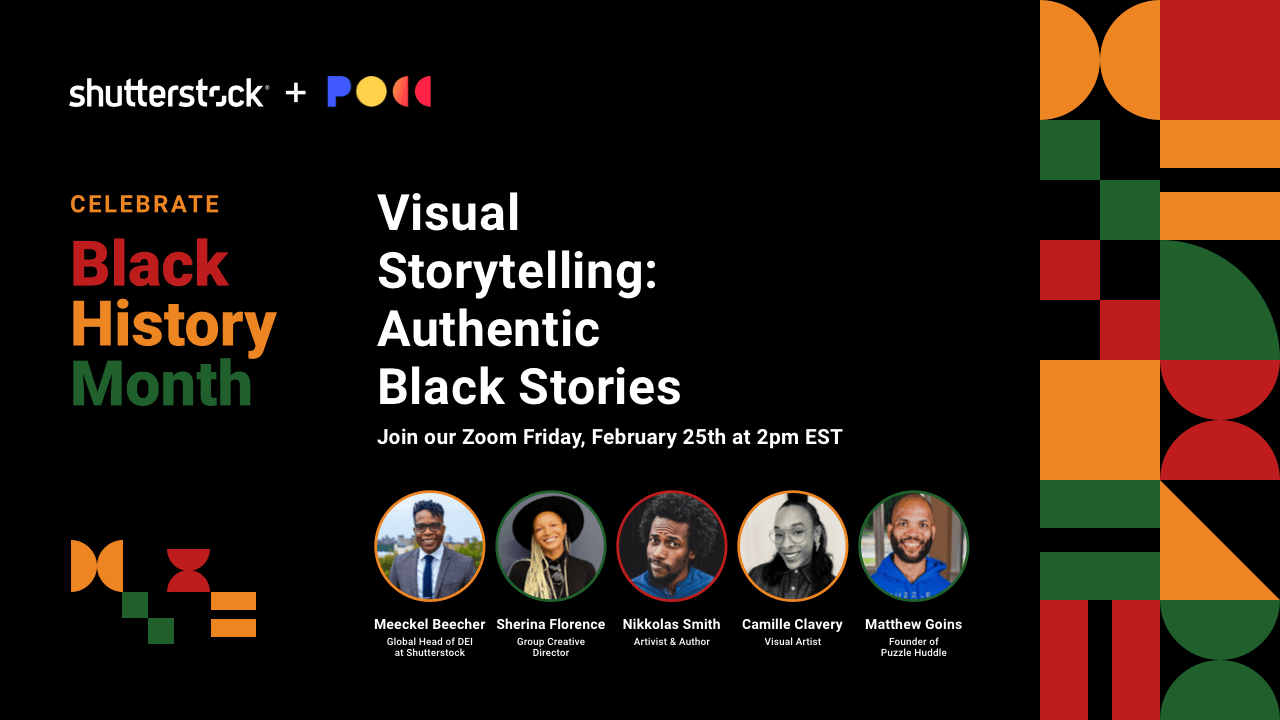 shutterstock® + POCC
CELEBRATE
Black
History
Month
Visual
Storytelling:
Authentic
Black Stories
Join our Zoom Friday, February 25th at 2pm EST
Meeckel Beecher
Global Head of DEI
at Shutterstock
Sherina Florence
Group Creative
Director
Nikkolas Smith
Artivist & Author
Camille Clavery
Visual Artist
Matthew Goins
Founder of
Puzzle Huddle